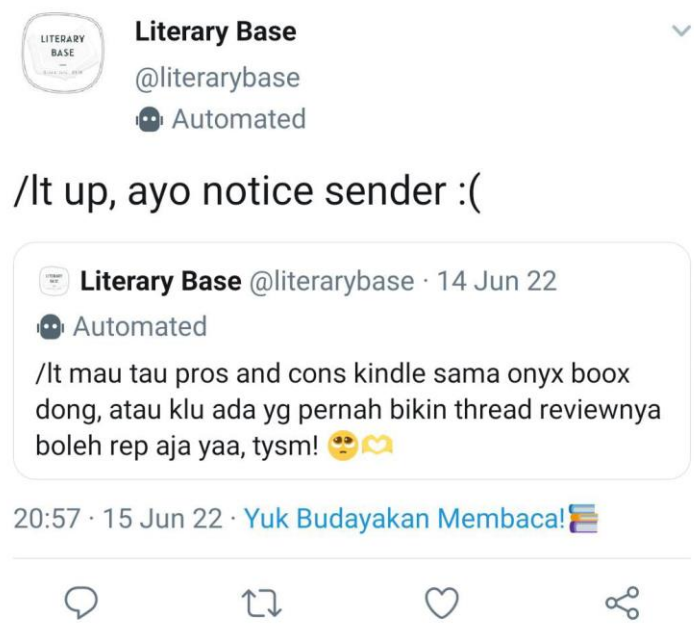 LITERARY
BASE
Literary Base
@literarybase
Automated
/lt up, ayo notice sender :(
Literary Base @literarybase · 14 Jun 22
Automated
/lt mau tau pros and cons kindle sama onyx boox
dong, atau klu ada yg pernah bikin thread reviewnya
boleh rep aja yaa, tysm! 🥺🫶
20:57 · 15 Jun 22 · Yuk Budayakan Membaca!📚